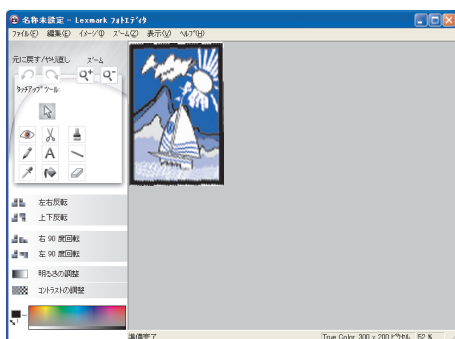 名称未設定 - Lexmark フォトエディタ
ファイル(F) 編集(E) イメージ(I) ズーム(Z) 表示(V) ヘルプ(H)
元に戻す/やり直し ズーム
タッチアップ ツール:
A
左右反転
上下反転
右 90 度回転
左 90 度回転
明るさの調整
コントラストの調整
準備完了 True Color, 300 x 200 ピクセル 52 %